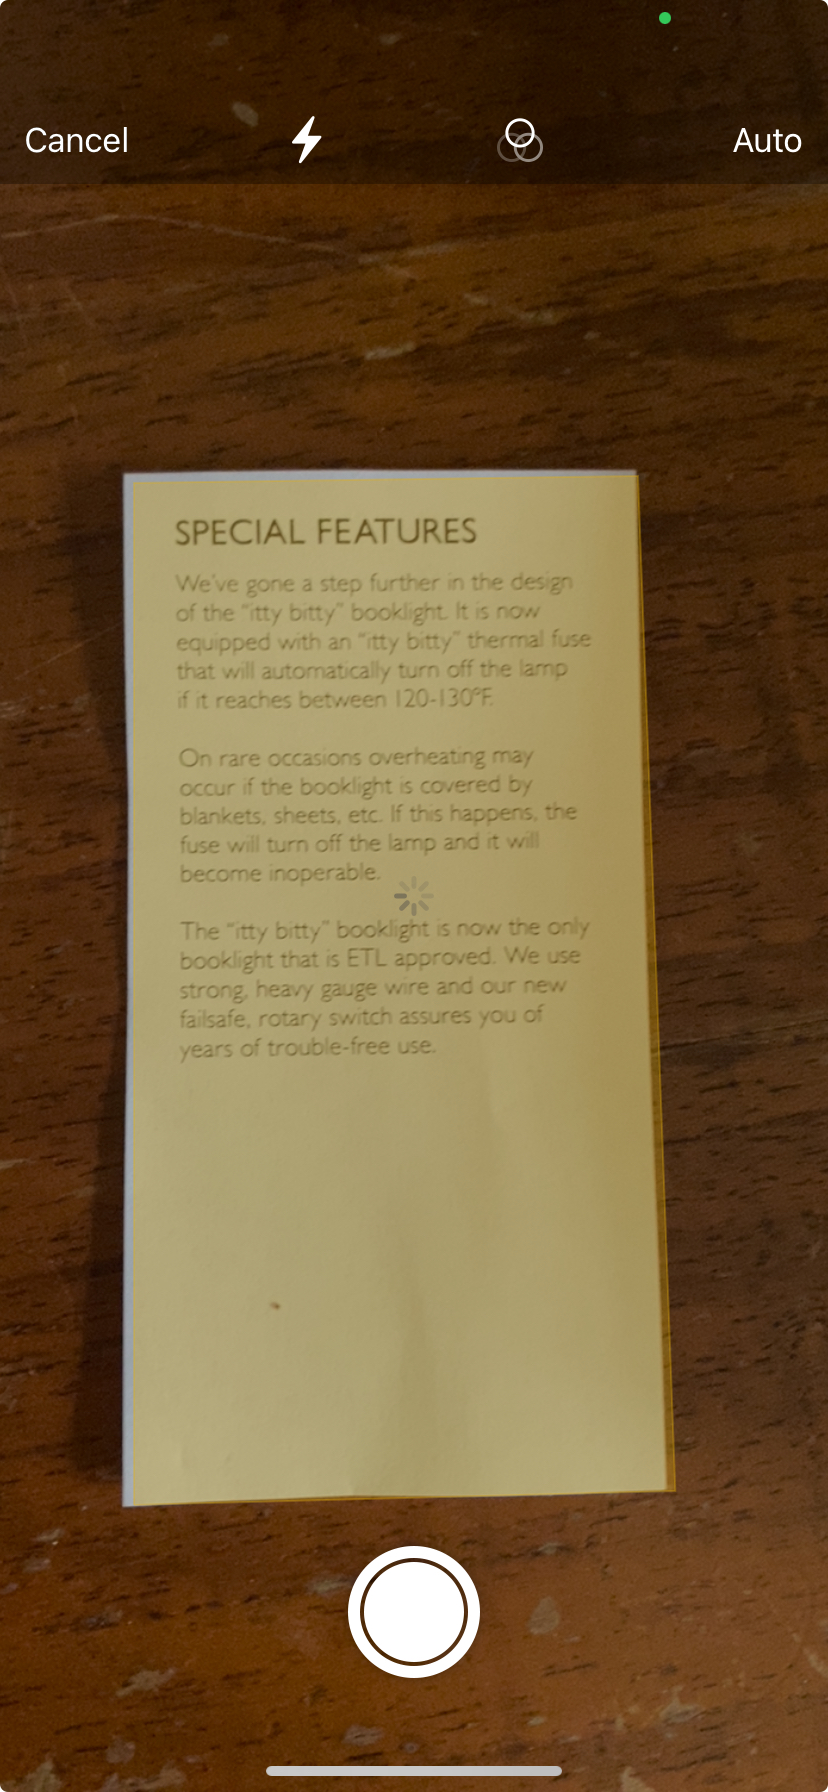 Cancel
Auto
SPECIAL FEATURES
We've gone a step further in the design
of the "itty bitty" booklight. It is now
equipped with an "itty bitty" thermal fuse
that will automatically turn off the lamp
if it reaches between 120-130°F.
On rare occasions overheating may
occur if the booklight is covered by
blankets, sheets, etc. If this happens, the
fuse will turn off the lamp and it will
become inoperable.
The "itty bitty" booklight is now the only
booklight that is ETL approved. We use
strong, heavy gauge wire and our new
failsafe, rotary switch assures you of
years of trouble-free use.